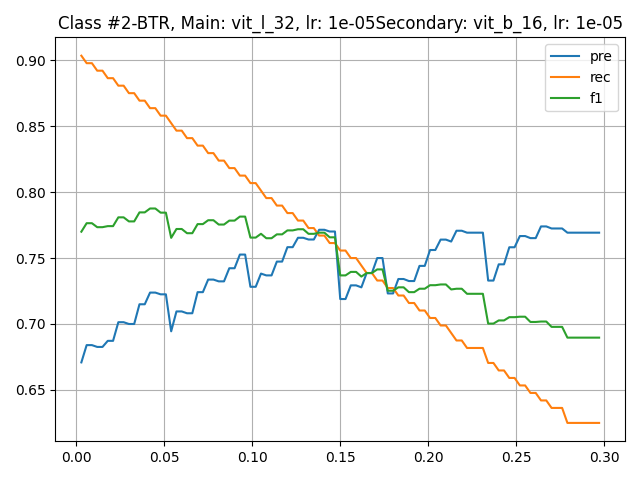 Class #2-BTR, Main: vit_l_32, lr: 1e-05Secondary: vit_b_16, lr: 1e-05
pre
rec
f1
0.90
0.85
0.80
0.75
0.70
0.65
0.00 0.05 0.10 0.15 0.20 0.25 0.30